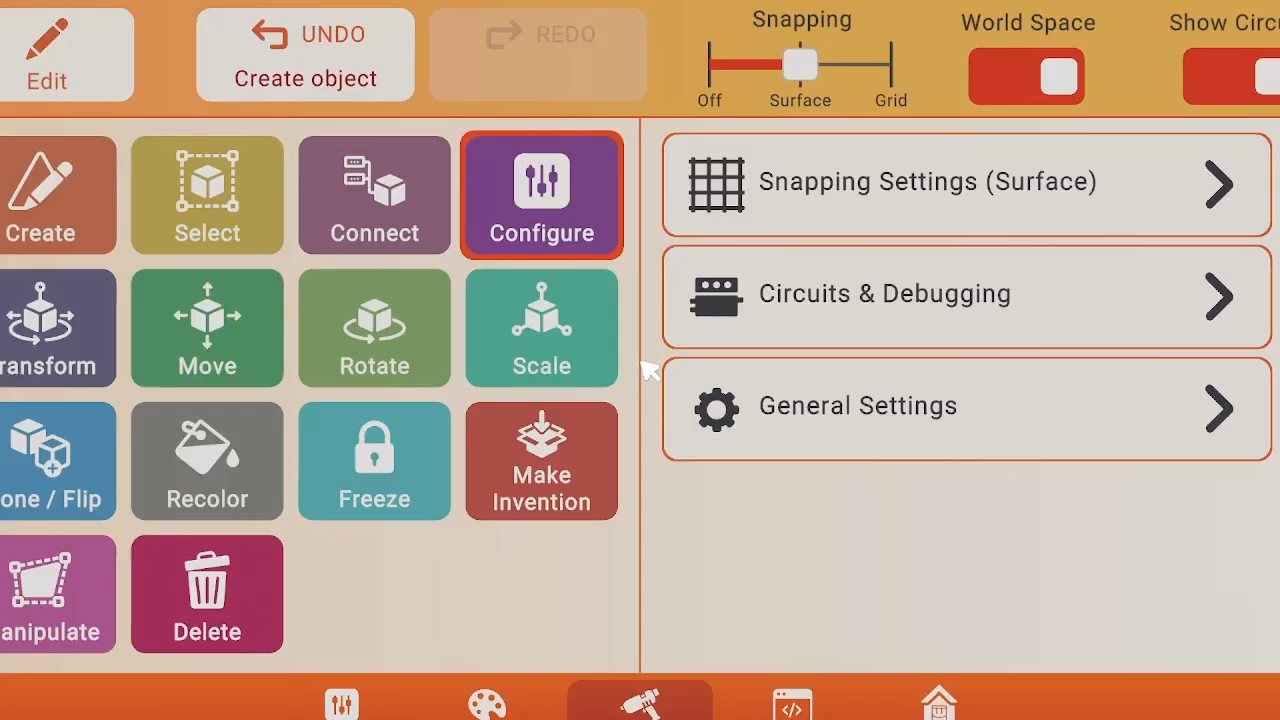 Edit
UNDO
Create object
REDO
Snapping
Off
Surface
Grid
World Space
Show Circu
Create
Select
Connect
Configure
ransform
Move
Rotate
Scale
one / Flip
Recolor
Freeze
Make
Invention
anipulate
Delete
Snapping Settings (Surface)
Circuits & Debugging
General Settings